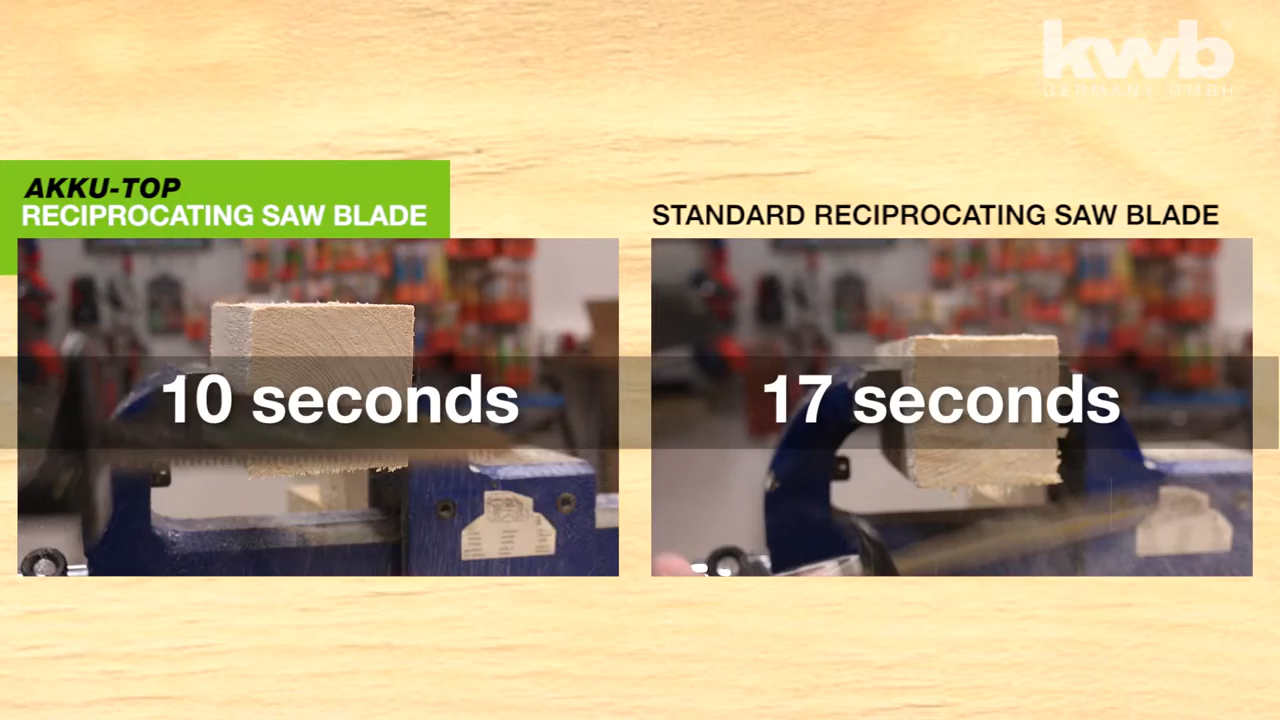 kwb
GERMANY GMBH
AKKU-TOP
RECIPROCATING SAW BLADE
STANDARD RECIPROCATING SAW BLADE
10 seconds
17 seconds